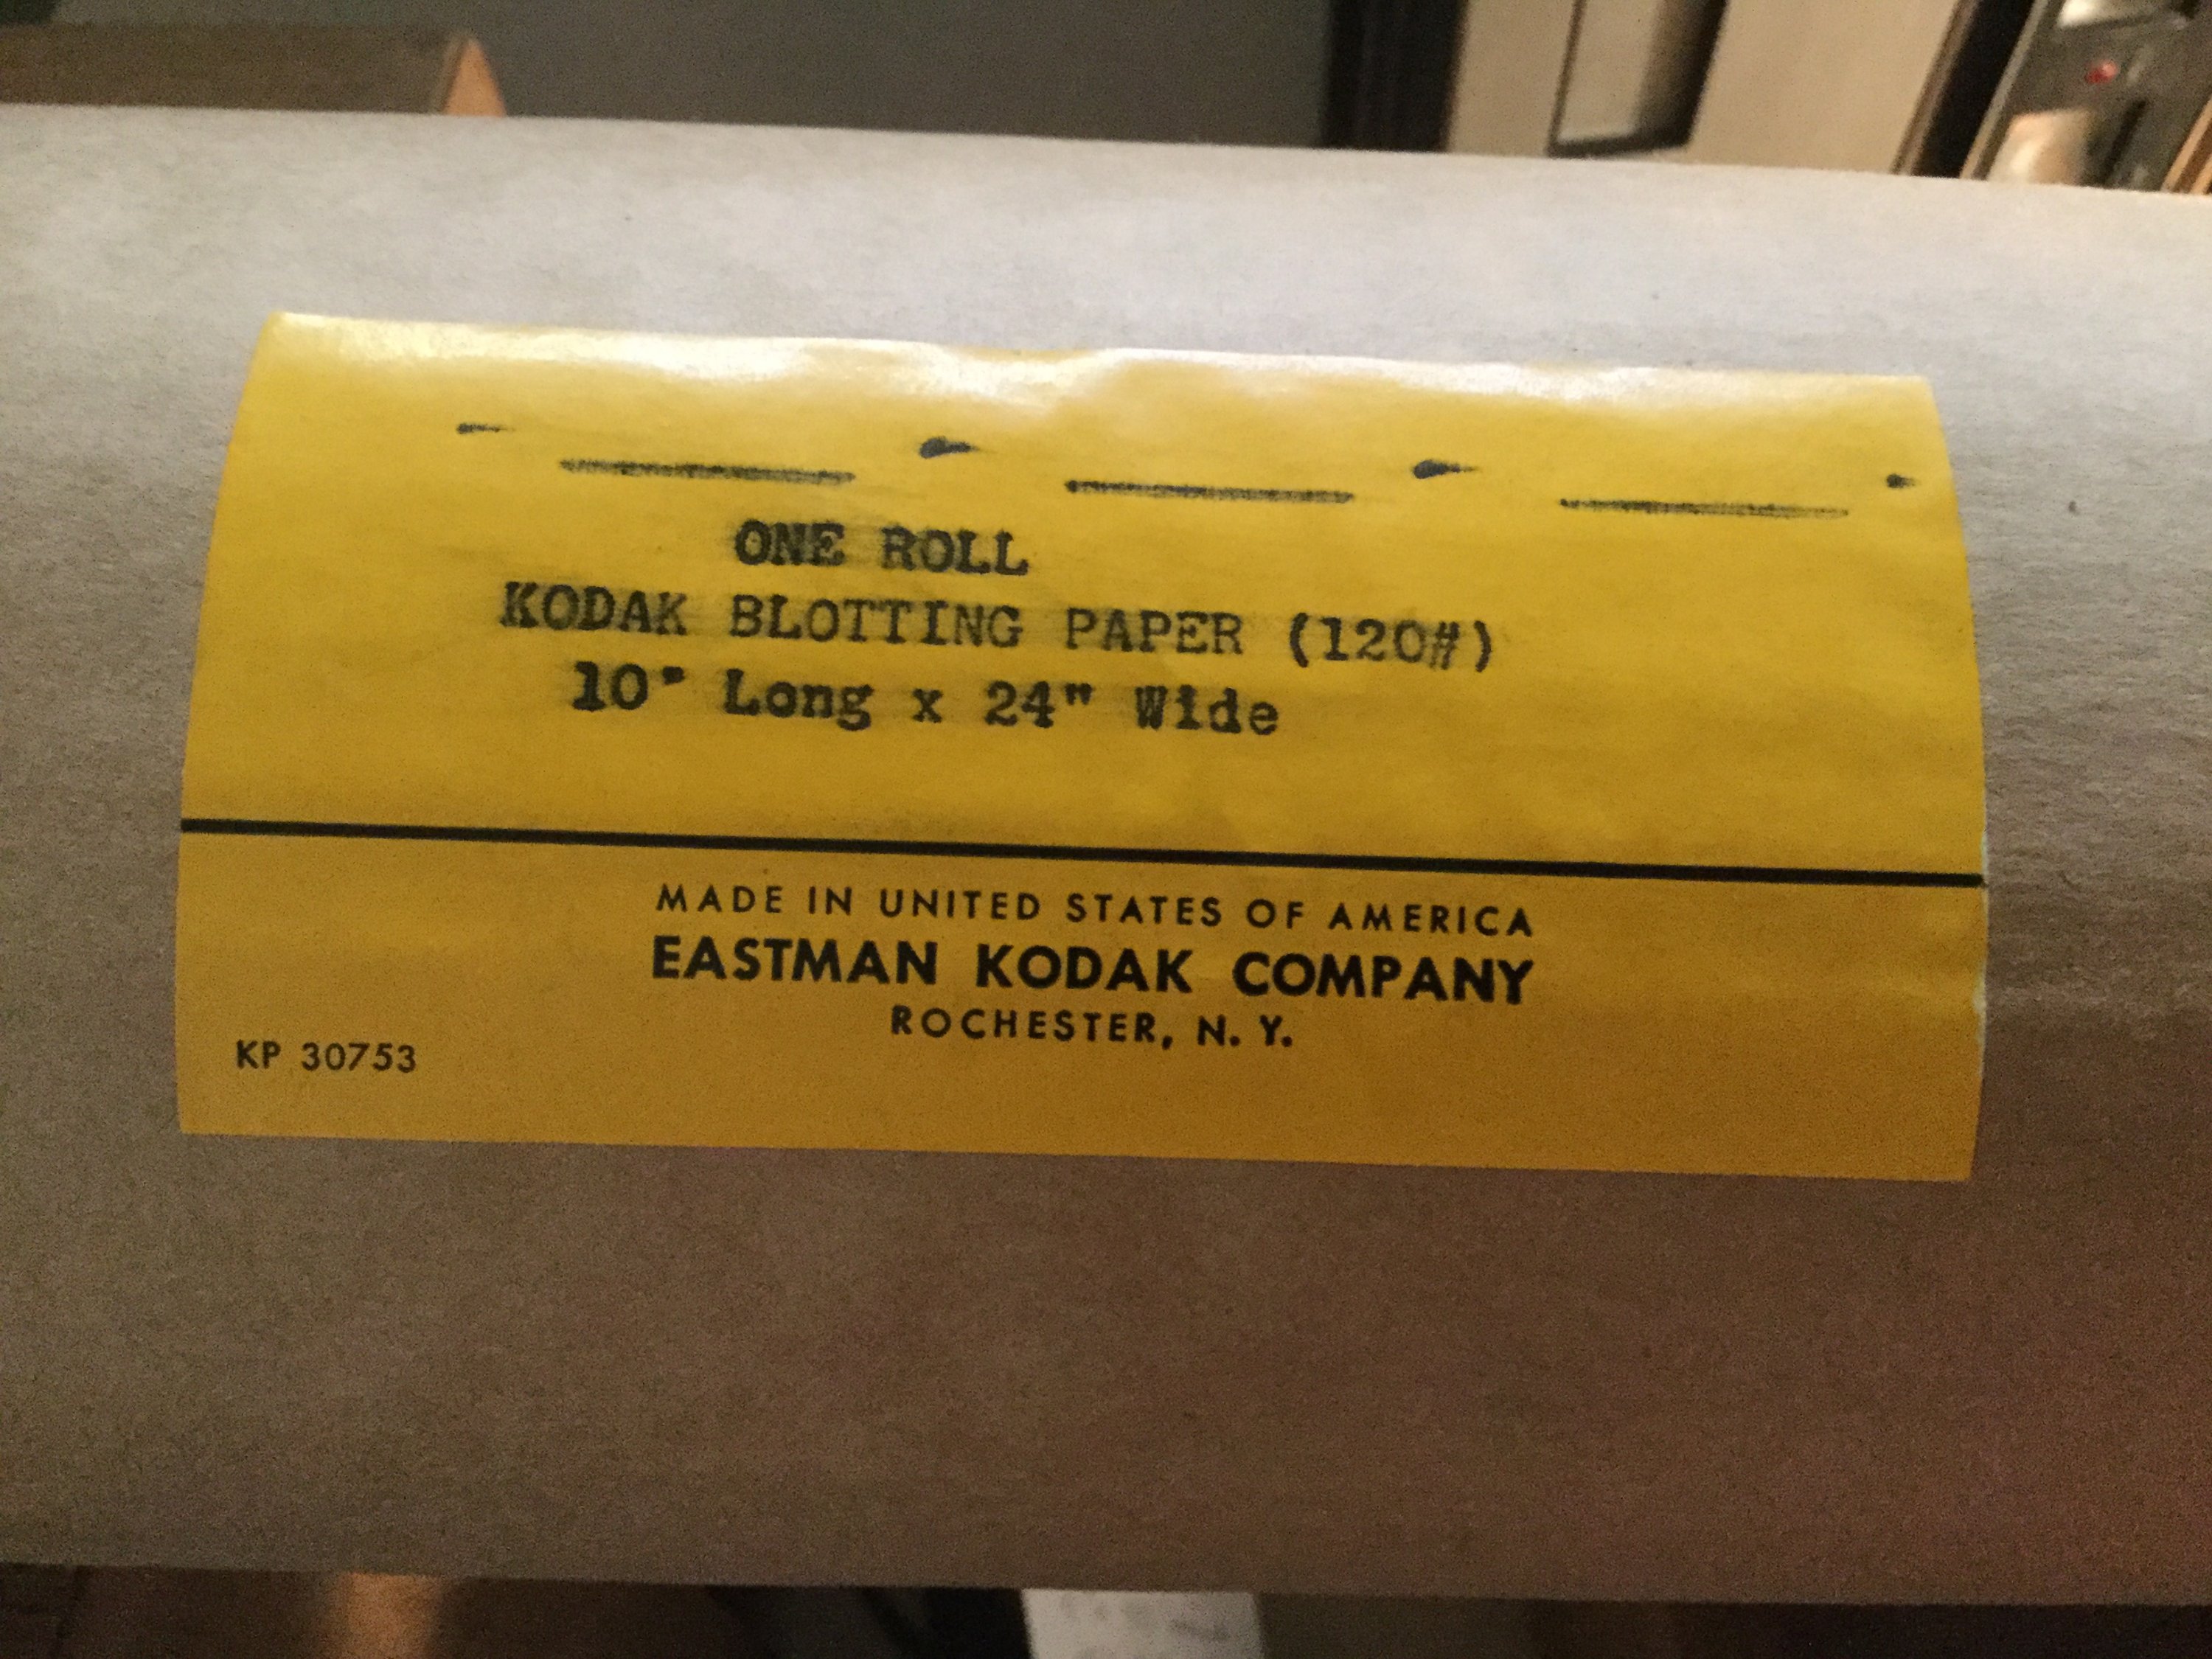 ONE ROLL
KODAK BLOTTING PAPER (120#)
10' Long x 24" Wide
MADE IN UNITED STATES OF AMERICA
EASTMAN KODAK COMPANY
ROCHESTER, N. Y.
KP 30753